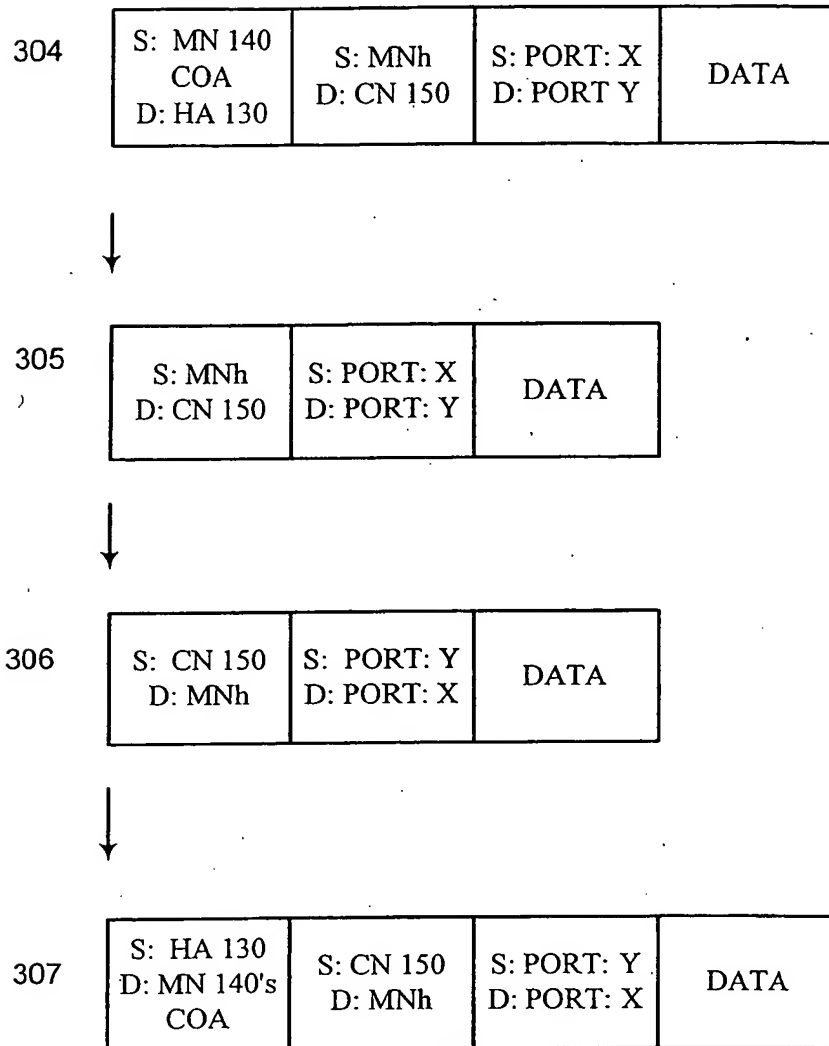 304
S: MN 140
COA
D: HA 130
S: MNh
D: CN 150
S: PORT: X
D: PORT Y
DATA
305
S: MNh
D: CN 150
S: PORT: X
D: PORT: Y
DATA
306
S: CN 150
D: MNh
S: PORT: Y
D: PORT: X
DATA
307
S: HA 130
D: MN 140's
COA
S: CN 150
D: MNh
S: PORT: Y
D: PORT: X
DATA